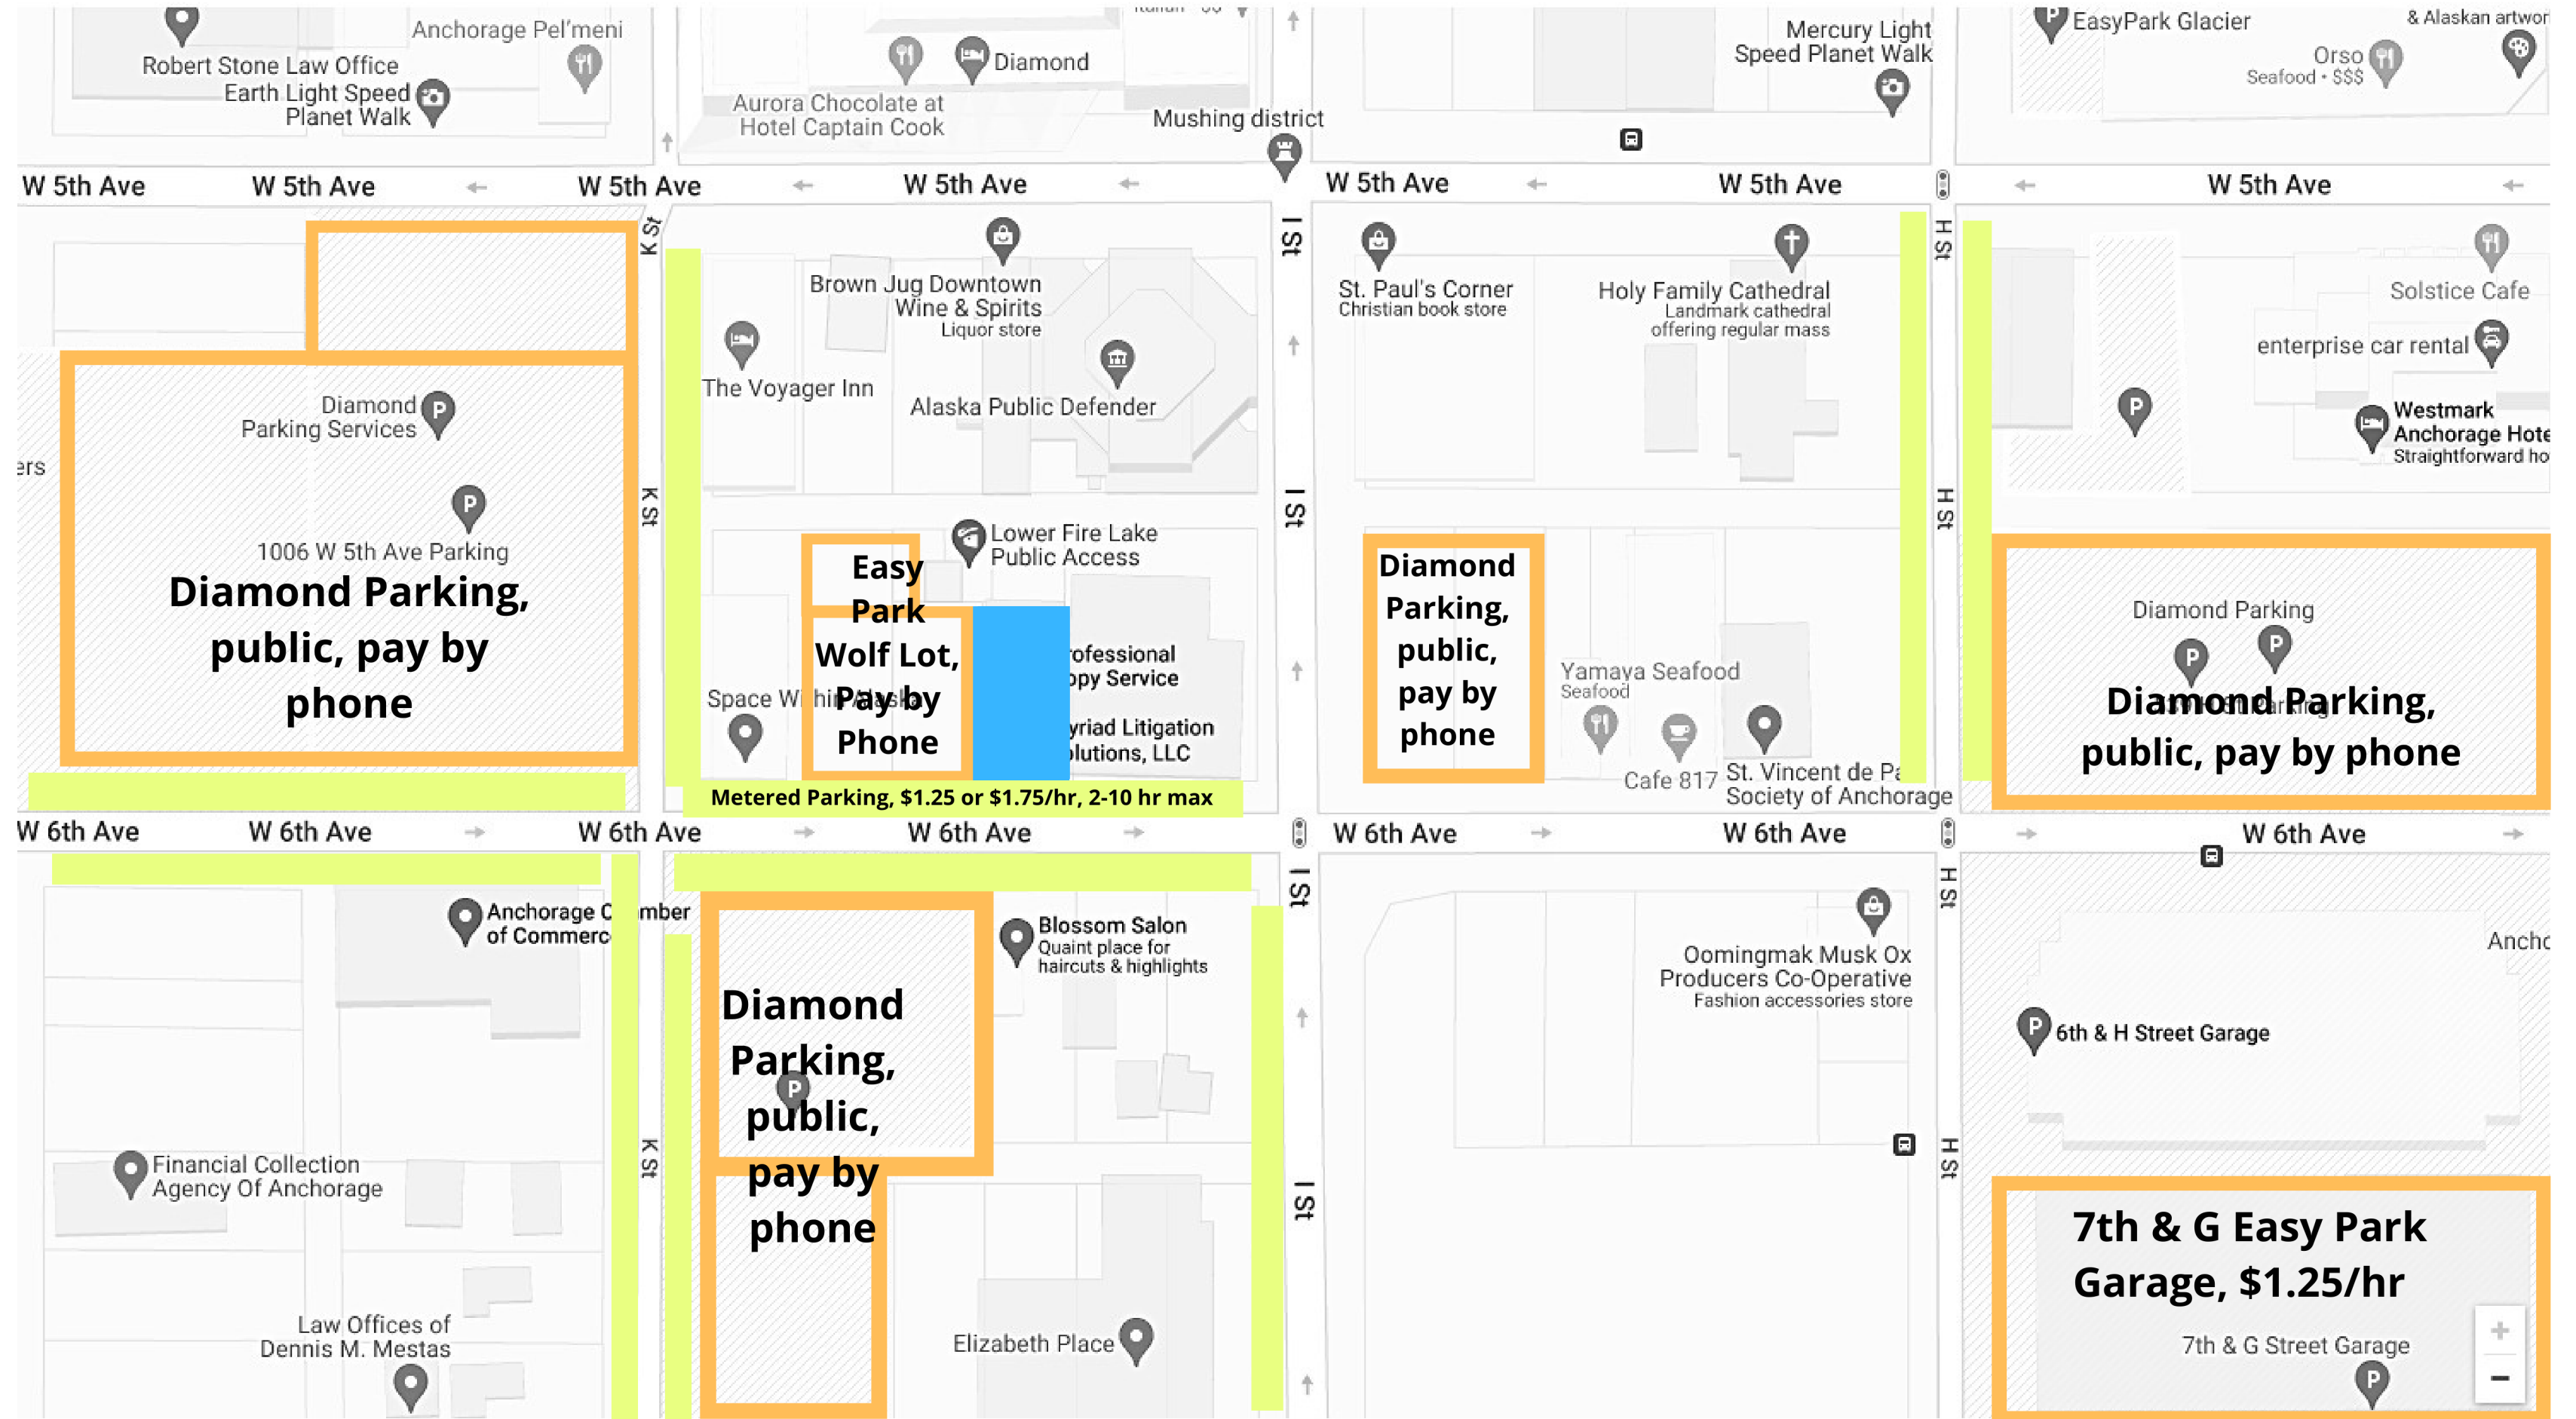 Anchorage Pel'meni
Robert Stone Law Office
Earth Light Speed
Planet Walk
Aurora Chocolate at
Hotel Captain Cook
Diamond
Mushing district
Mercury Light
Speed Planet Walk
EasyPark Glacier
Orso
Seafood • $$$
& Alaskan artwor
W 5th Ave
W 5th Ave
W 5th Ave
W 5th Ave
W 5th Ave
W 5th Ave
W 5th Ave
K St
I St
H St
Brown Jug Downtown
Wine & Spirits
Liquor store
St. Paul's Corner
Christian book store
Holy Family Cathedral
Landmark cathedral
offering regular mass
Solstice Cafe
enterprise car rental
The Voyager Inn
Alaska Public Defender
Westmark
Anchorage Hote
Straightforward ho
Diamond
Parking Services
ers
P
P
P
K St
I St
H St
1006 W 5th Ave Parking
Diamond Parking,
public, pay by
phone
Lower Fire Lake
Public Access
Easy
Park
Wolf Lot,
Pay by
Phone
Space Within Alaska
rofessional
opy Service
yriad Litigation
olutions, LLC
Metered Parking, $1.25 or $1.75/hr, 2-10 hr max
Diamond
Parking,
public,
pay by
phone
Yamaya Seafood
Seafood
Cafe 817
St. Vincent de Pa
Society of Anchorage
Diamond Parking
P
P
Diamond Parking,
public, pay by phone
W 6th Ave
W 6th Ave
W 6th Ave
W 6th Ave
W 6th Ave
W 6th Ave
W 6th Ave
I St
H St
Anchorage C mber
of Commerc
Blossom Salon
Quaint place for
haircuts & highlights
Oomingmak Musk Ox
Producers Co-Operative
Fashion accessories store
Ancho
P
6th & H Street Garage
Diamond
Parking,
P
public,
pay by
phone
K St
I St
H St
Financial Collection
Agency Of Anchorage
Law Offices of
Dennis M. Mestas
Elizabeth Place
7th & G Easy Park
Garage, $1.25/hr
7th & G Street Garage
P